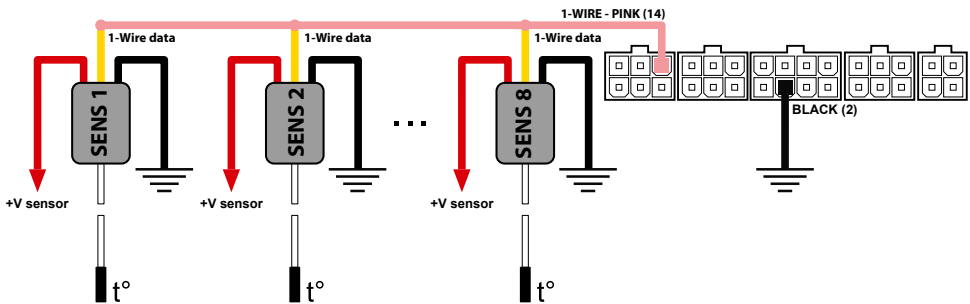 1-WIRE - PINK (14)
1-Wire data
1-Wire data
1-Wire data
SENS 1
SENS 2
SENS 8
...
BLACK (2)
+V sensor
+V sensor
+V sensor
t°
t°
t°